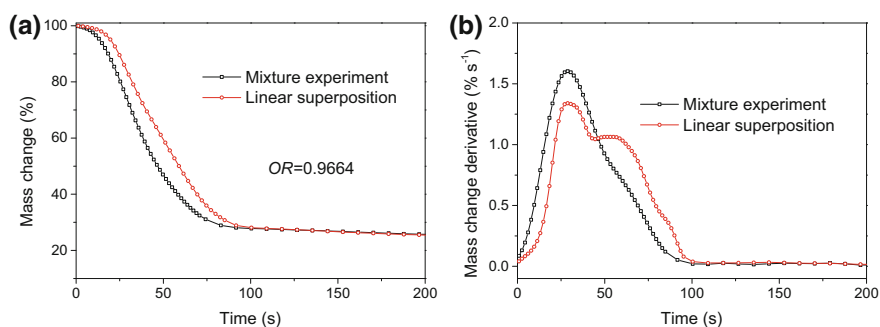 (a)
Mass change (%)
100
80
60
40
20
0
50
100
150
200
Time (s)
Mixture experiment
Linear superposition
OR=0.9664
(b)
Mass change derivative (% s-1)
2.0
1.5
1.0
0.5
0.0
0
50
100
150
200
Time (s)
Mixture experiment
Linear superposition